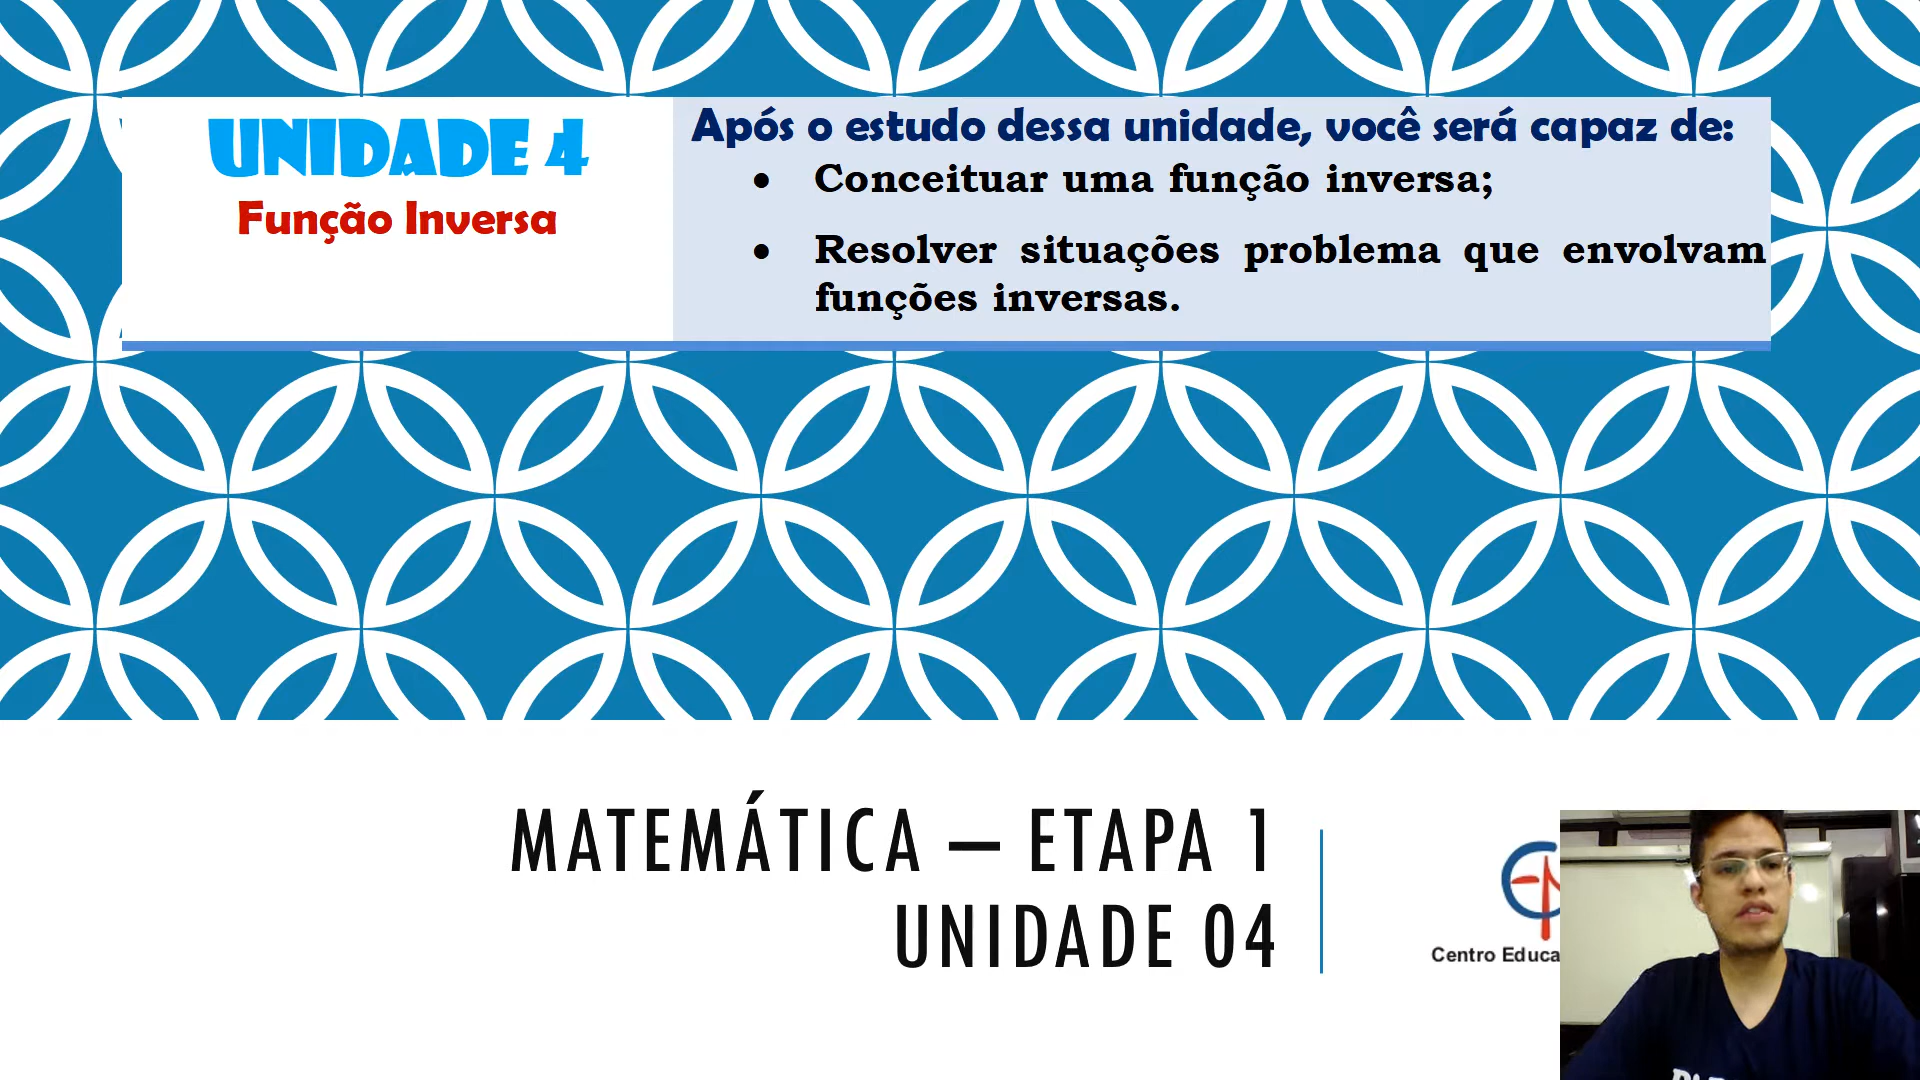 UNIDADE 4
Função Inversa
Após o estudo dessa unidade, você será capaz de:
• Conceituar uma função inversa;
• Resolver situações problema que envolvam
funções inversas.
MATEMÁTICA – ETAPA 1
UNIDADE 04
Centro